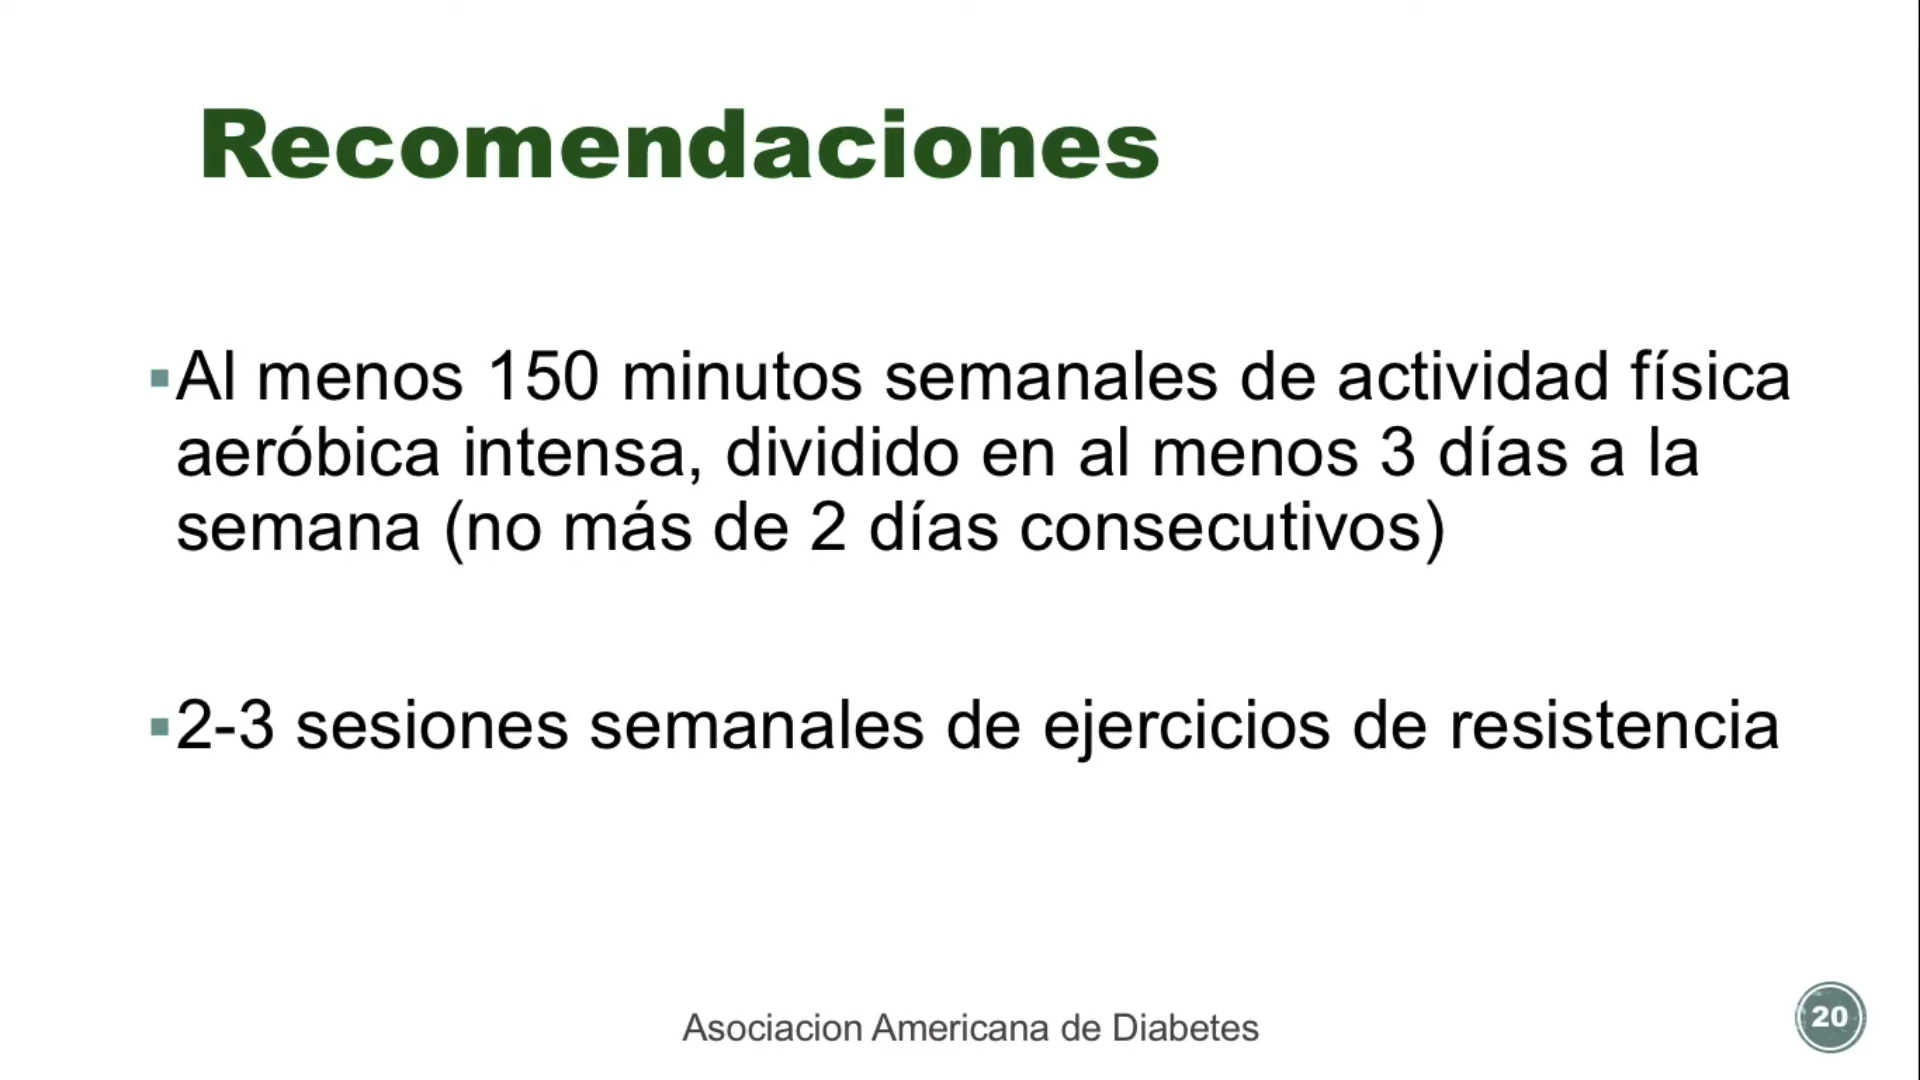 Recomendaciones
▪Al menos 150 minutos semanales de actividad física
aeróbica intensa, dividido en al menos 3 días a la
semana (no más de 2 días consecutivos)
▪2-3 sesiones semanales de ejercicios de resistencia
Asociacion Americana de Diabetes
20